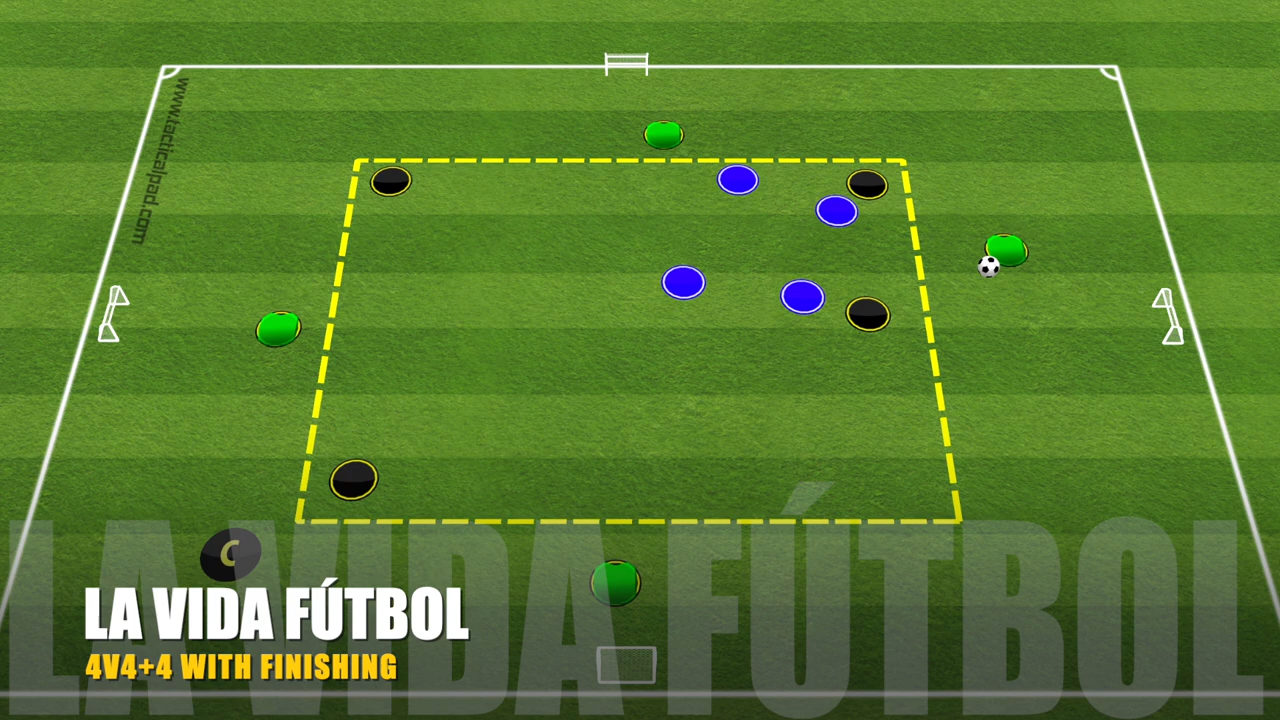 www.tacticalpad.com
C
LA VIDA FÚTBOL
LA VIDA FÚTBOL
4V4+4 WITH FINISHING